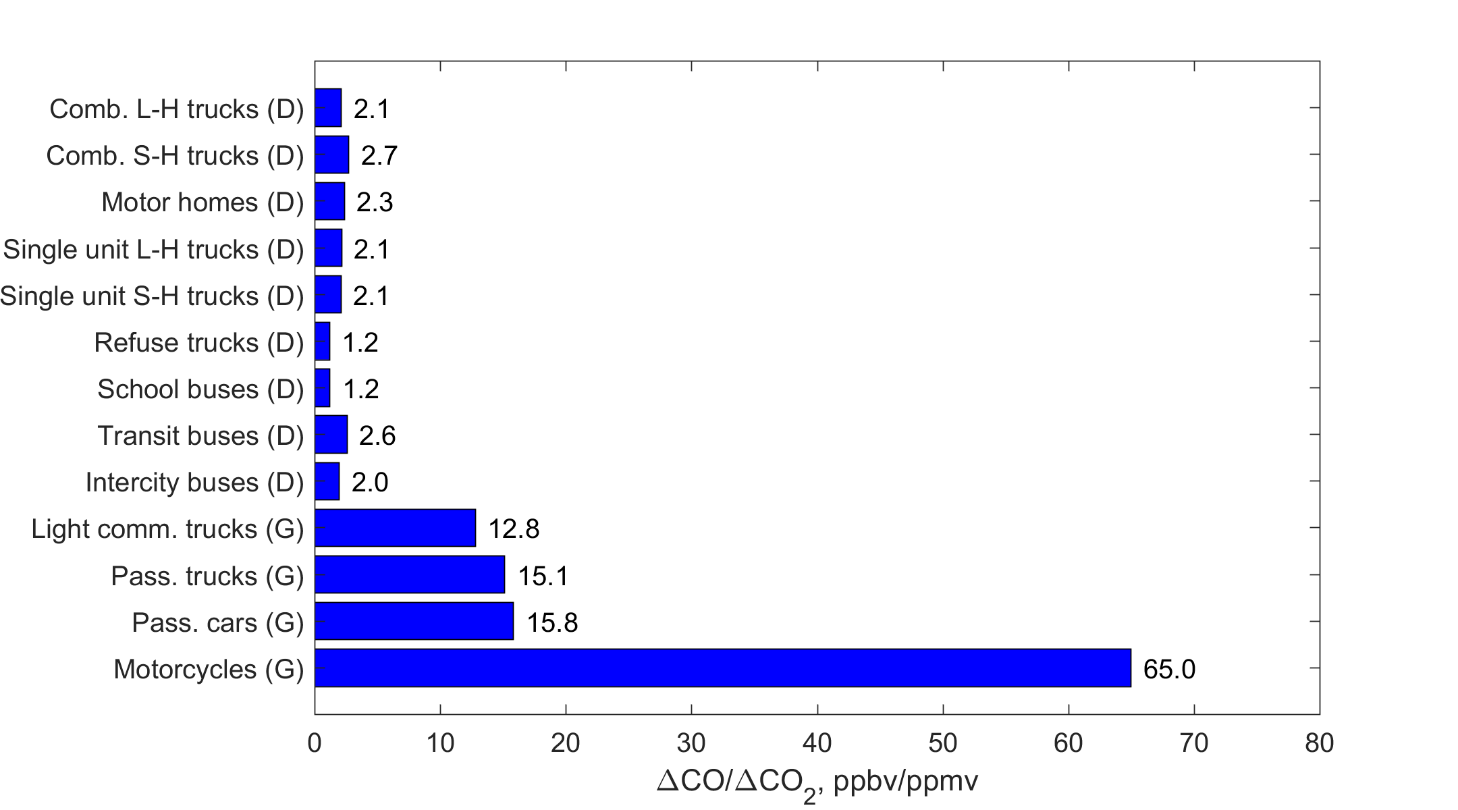 Comb. L-H trucks (D) 2.1
Comb. S-H trucks (D) 2.7
Motor homes (D) 2.3
Single unit L-H trucks (D) 2.1
Single unit S-H trucks (D) 2.1
Refuse trucks (D) 1.2
School buses (D) 1.2
Transit buses (D) 2.6
Intercity buses (D) 2.0
Light comm. trucks (G) 12.8
Pass. trucks (G) 15.1
Pass. cars (G) 15.8
Motorcycles (G) 65.0
0 10 20 30 40 50 60 70 80
ΔCO/ΔCO₂, ppbv/ppmv